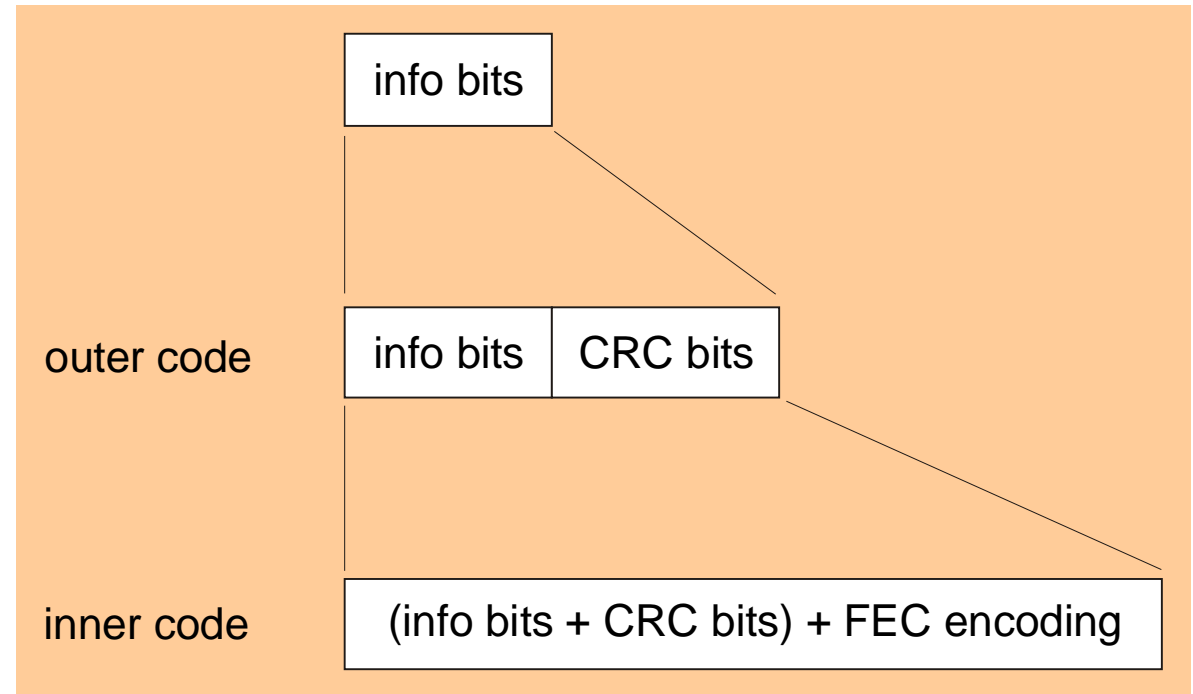 info bits
outer code info bits CRC bits
inner code (info bits + CRC bits) + FEC encoding